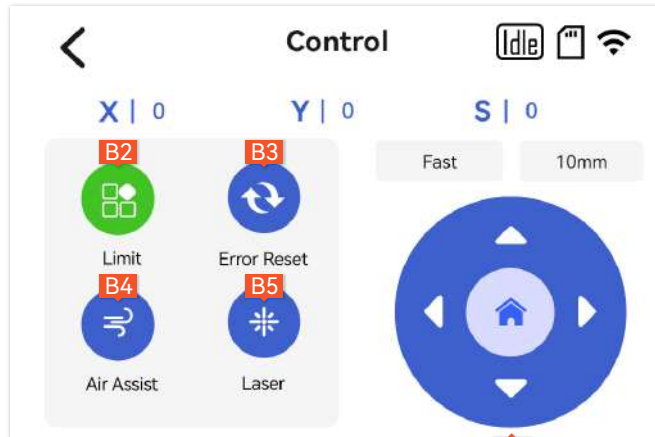 Control
Idle
X | 0
Y | 0
S | 0
B2
B3
Fast
10mm
Limit
Error Reset
B4
B5
Air Assist
Laser